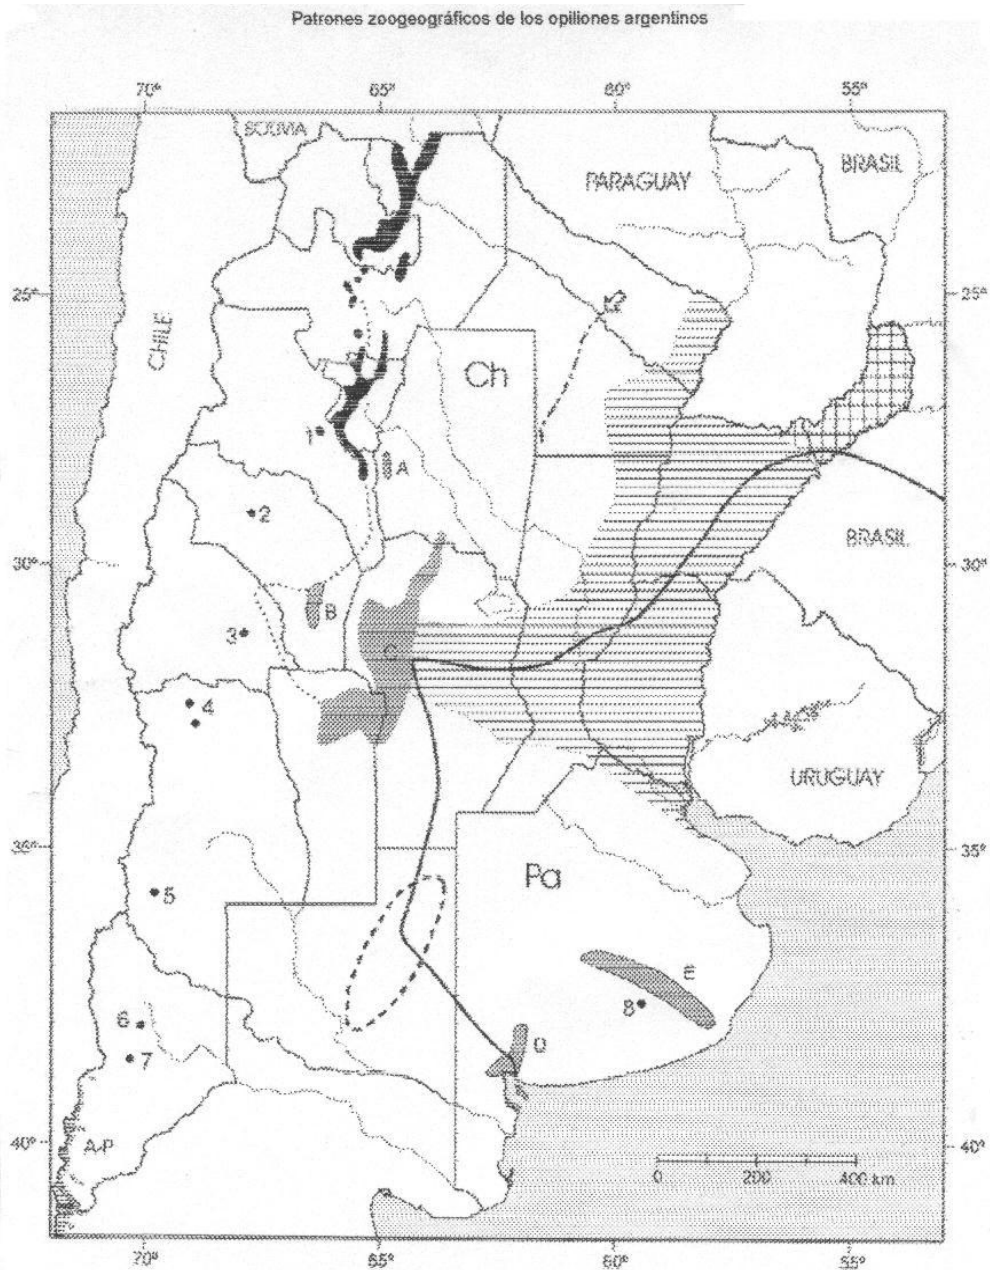 Patrones zoogeográficos de los opiliones argentinos
70° 65° 60° 55°
BOLIVIA
BRASIL
PARAGUAY
25° 25°
CHILE
Ch
1
A
2
BRASIL
30° 30°
B
3
C
4
URUGUAY
35° 35°
Pa
5
E
8
6
D
7
A-P
40° 40°
0 200 400 km
70° 65° 60° 55°